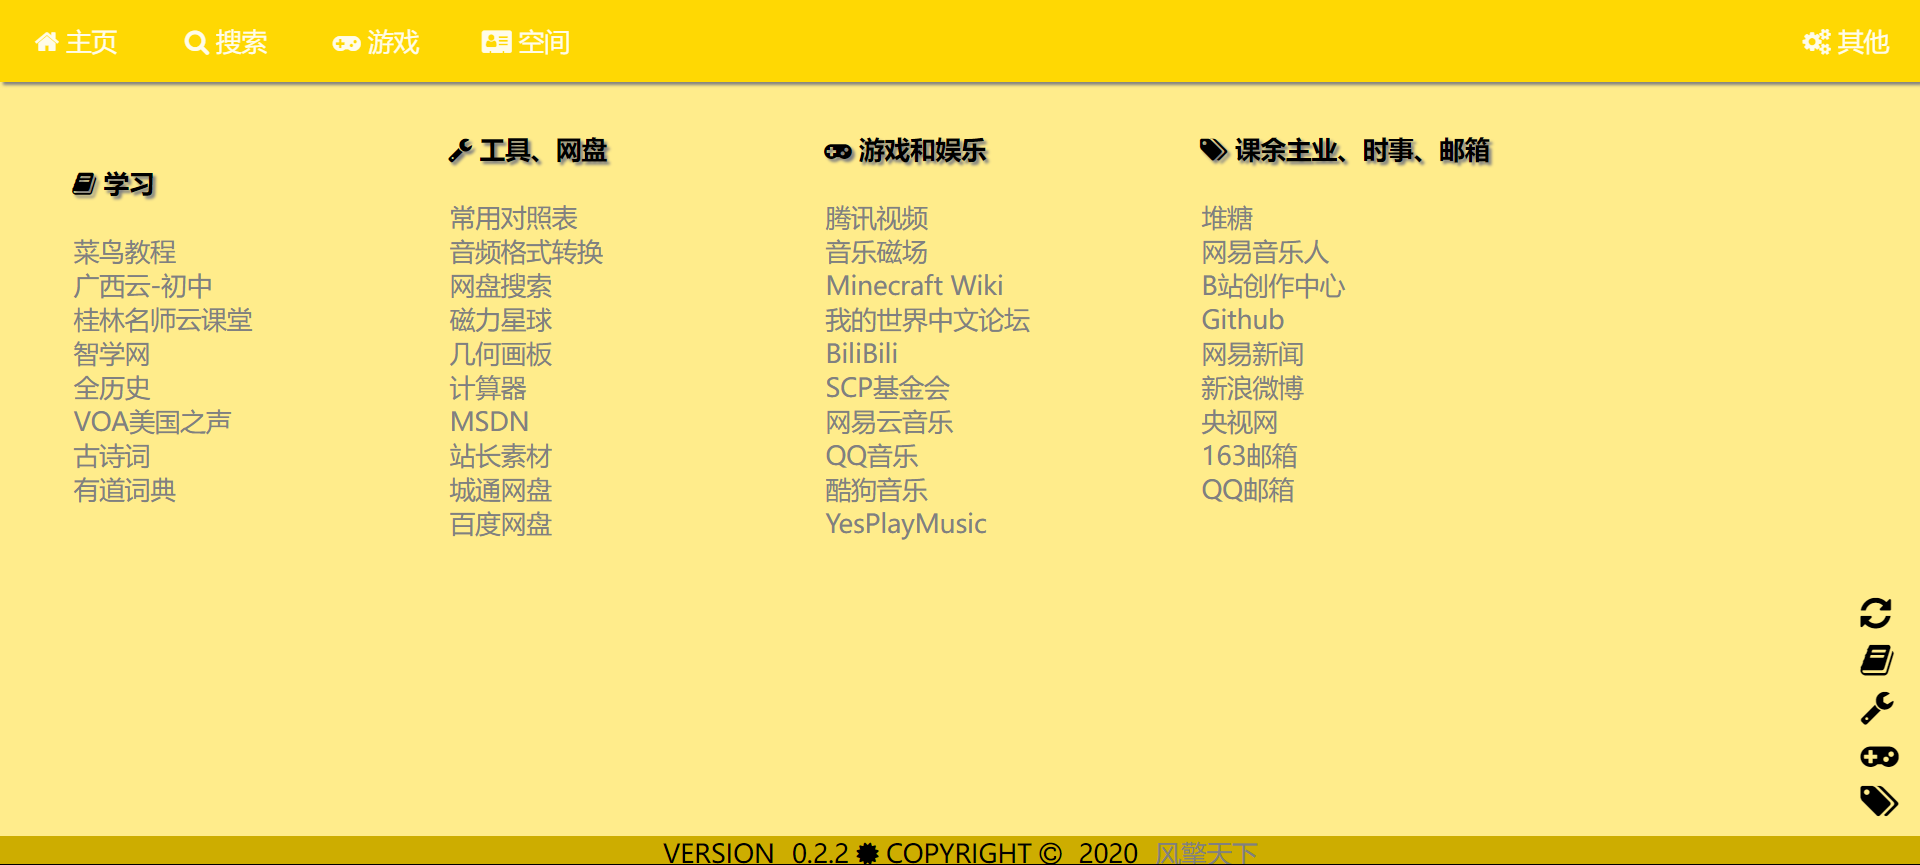 主页 搜索 游戏 空间 其他
学习
菜鸟教程
广西云-初中
桂林名师云课堂
智学网
全历史
VOA美国之声
古诗词
有道词典
工具、网盘
常用对照表
音频格式转换
网盘搜索
磁力星球
几何画板
计算器
MSDN
站长素材
城通网盘
百度网盘
游戏和娱乐
腾讯视频
音乐磁场
Minecraft Wiki
我的世界中文论坛
BiliBili
SCP基金会
网易云音乐
QQ音乐
酷狗音乐
YesPlayMusic
课余主业、时事、邮箱
堆糖
网易音乐人
B站创作中心
Github
网易新闻
新浪微博
央视网
163邮箱
QQ邮箱
VERSION 0.2.2 COPYRIGHT © 2020 风擎天下